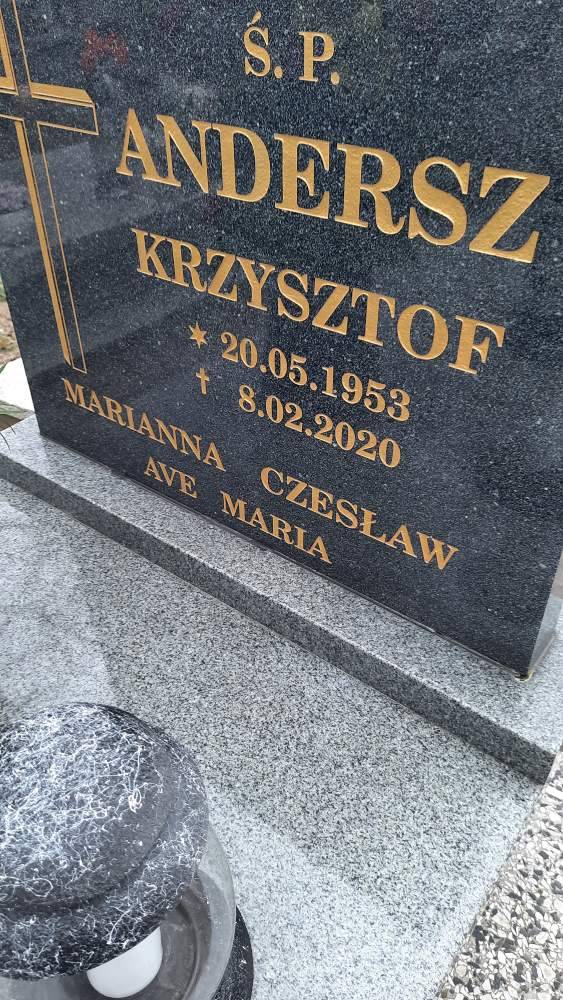 Ś. P.
ANDERSZ
KRZYSZTOF
✶ 20.05.1953
✝ 8.02.2020
MARIANNA CZESŁAW
AVE MARIA